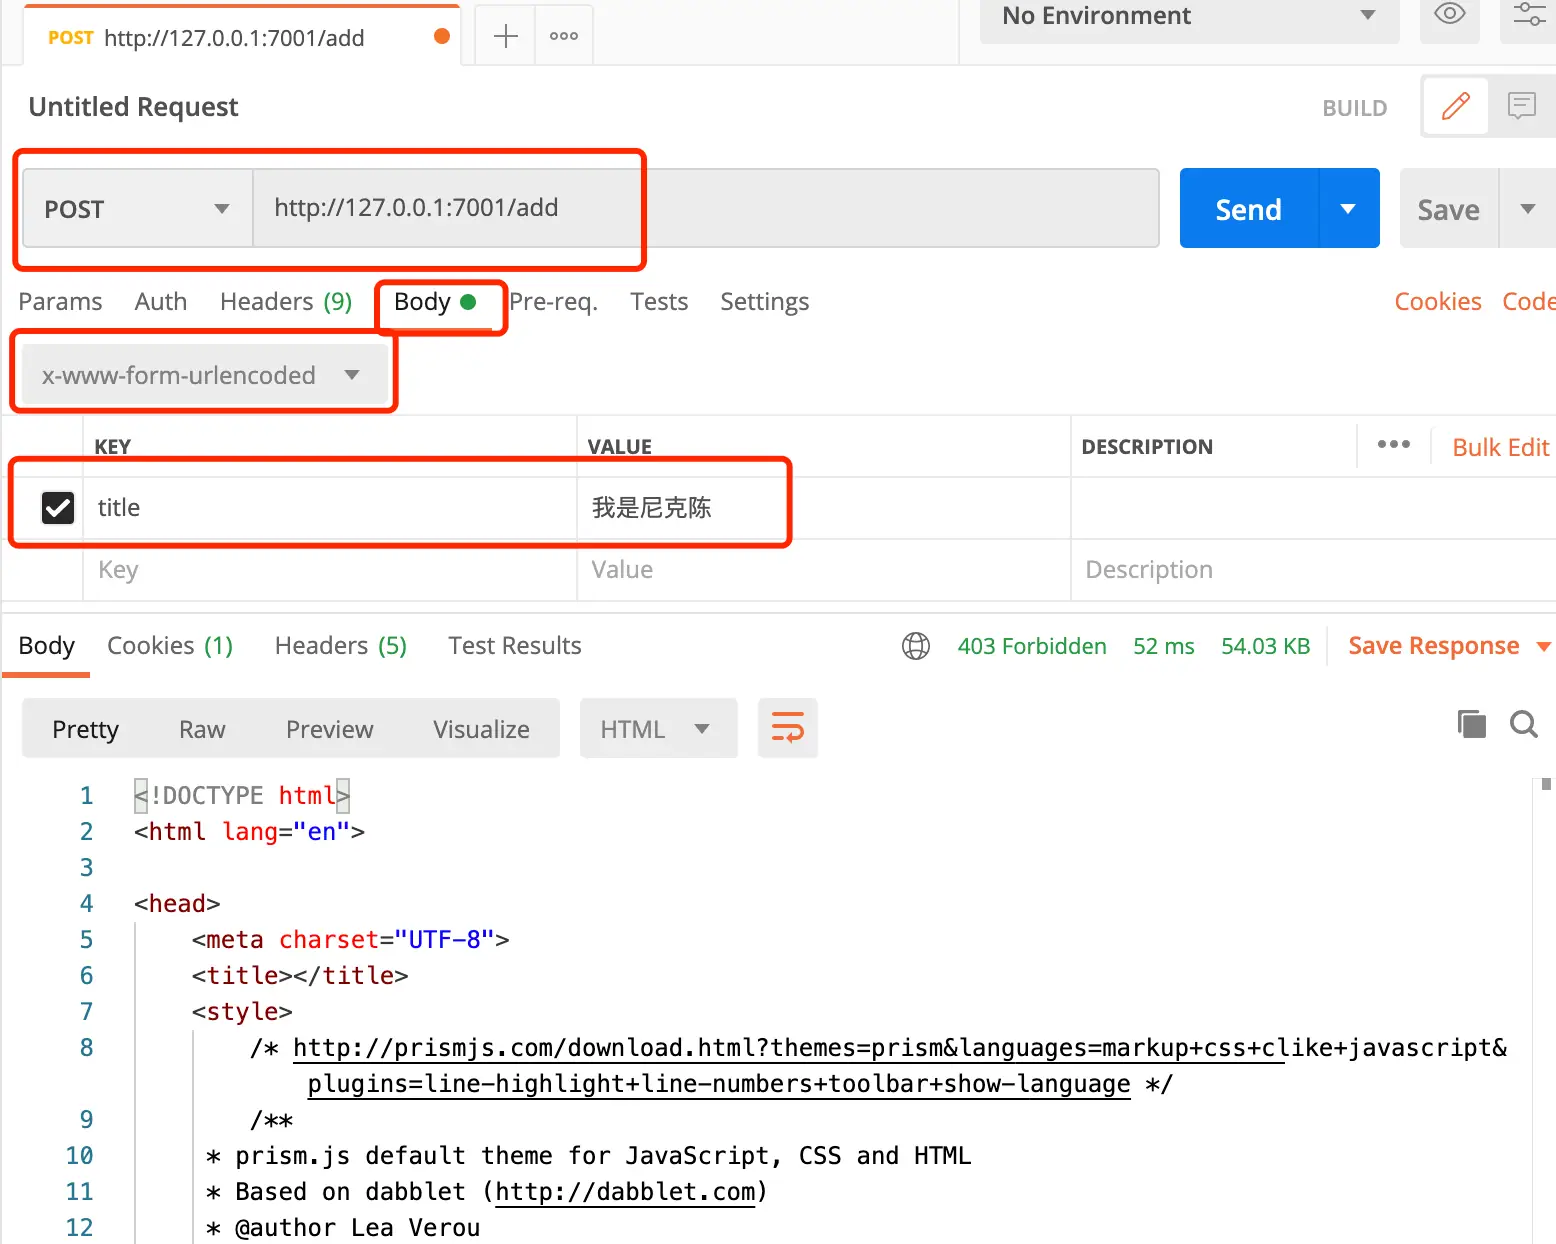 POST http://127.0.0.1:7001/add
No Environment
Untitled Request
BUILD
POST http://127.0.0.1:7001/add Send Save
Params Auth Headers (9) Body Pre-req. Tests Settings Cookies Code
x-www-form-urlencoded
KEY VALUE DESCRIPTION ••• Bulk Edit
title 我是尼克陈
Key Value Description
Body Cookies (1) Headers (5) Test Results 403 Forbidden 52 ms 54.03 KB Save Response
Pretty Raw Preview Visualize HTML
1 <!DOCTYPE html>
2 <html lang="en">
3
4 <head>
5 <meta charset="UTF-8">
6 <title></title>
7 <style>
8 /* http://prismjs.com/download.html?themes=prism&languages=markup+css+clike+javascript&
plugins=line-highlight+line-numbers+toolbar+show-language */
9 /**
10 * prism.js default theme for JavaScript, CSS and HTML
11 * Based on dabblet (http://dabblet.com)
12 * @author Lea Verou